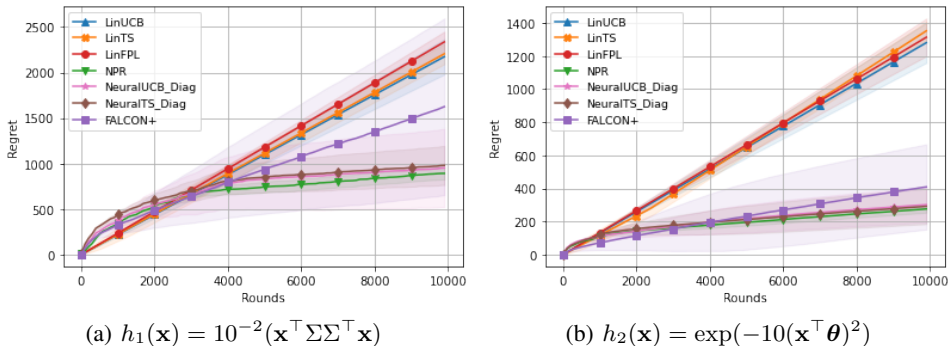 2500
2000
1500
1000
500
0
Regret
LinUCB
LinTS
LinFPL
NPR
NeuralUCB_Diag
NeuralTS_Diag
FALCON+
0 2000 4000 6000 8000 10000
Rounds
(a) h₁(x) = 10⁻²(x⊤ΣΣ⊤x)
1400
1200
1000
800
600
400
200
0
Regret
LinUCB
LinTS
LinFPL
NPR
NeuralUCB_Diag
NeuralTS_Diag
FALCON+
0 2000 4000 6000 8000 10000
Rounds
(b) h₂(x) = exp(−10(x⊤θ)²)